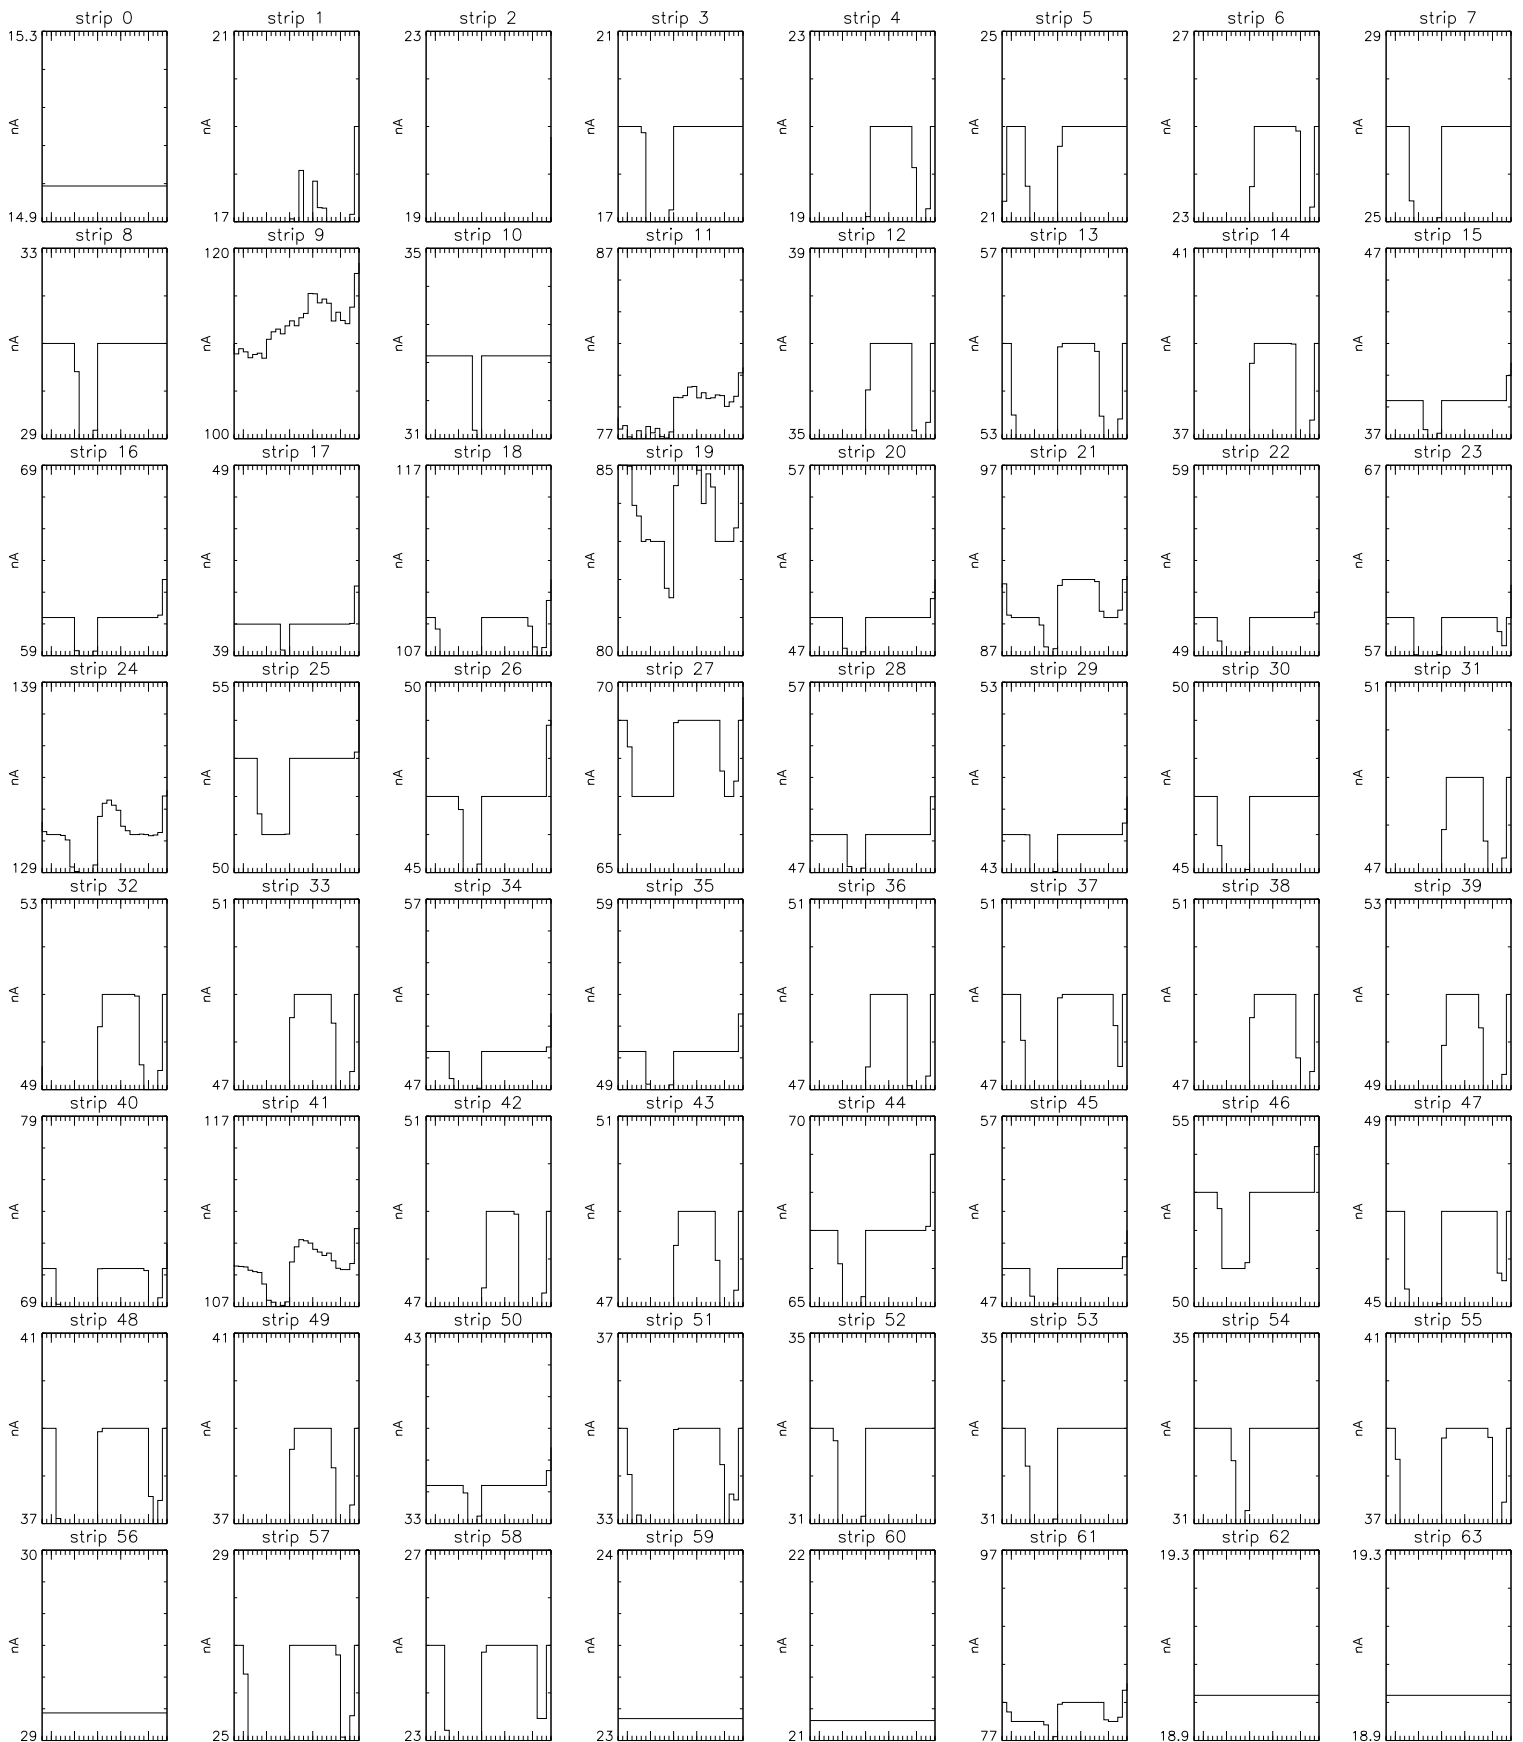 strip 0 strip 1 strip 2 strip 3 strip 4 strip 5 strip 6 strip 7
15.3 21 23 21 23 25 27 29
nA nA nA nA nA nA nA nA
14.9 17 19 17 19 21 23 25
strip 8 strip 9 strip 10 strip 11 strip 12 strip 13 strip 14 strip 15
33 120 35 87 39 57 41 47
nA nA nA nA nA nA nA nA
29 100 31 77 35 53 37 37
strip 16 strip 17 strip 18 strip 19 strip 20 strip 21 strip 22 strip 23
69 49 117 85 57 97 59 67
nA nA nA nA nA nA nA nA
59 39 107 80 47 87 49 57
strip 24 strip 25 strip 26 strip 27 strip 28 strip 29 strip 30 strip 31
139 55 50 70 57 53 50 51
nA nA nA nA nA nA nA nA
129 50 45 65 47 43 45 47
strip 32 strip 33 strip 34 strip 35 strip 36 strip 37 strip 38 strip 39
53 51 57 59 51 51 51 53
nA nA nA nA nA nA nA nA
49 47 47 49 47 47 47 49
strip 40 strip 41 strip 42 strip 43 strip 44 strip 45 strip 46 strip 47
79 117 51 51 70 57 55 49
nA nA nA nA nA nA nA nA
69 107 47 47 65 47 50 45
strip 48 strip 49 strip 50 strip 51 strip 52 strip 53 strip 54 strip 55
41 41 43 37 35 35 35 41
nA nA nA nA nA nA nA nA
37 37 33 33 31 31 31 37
strip 56 strip 57 strip 58 strip 59 strip 60 strip 61 strip 62 strip 63
30 29 27 24 22 97 19.3 19.3
nA nA nA nA nA nA nA nA
29 25 23 23 21 77 18.9 18.9